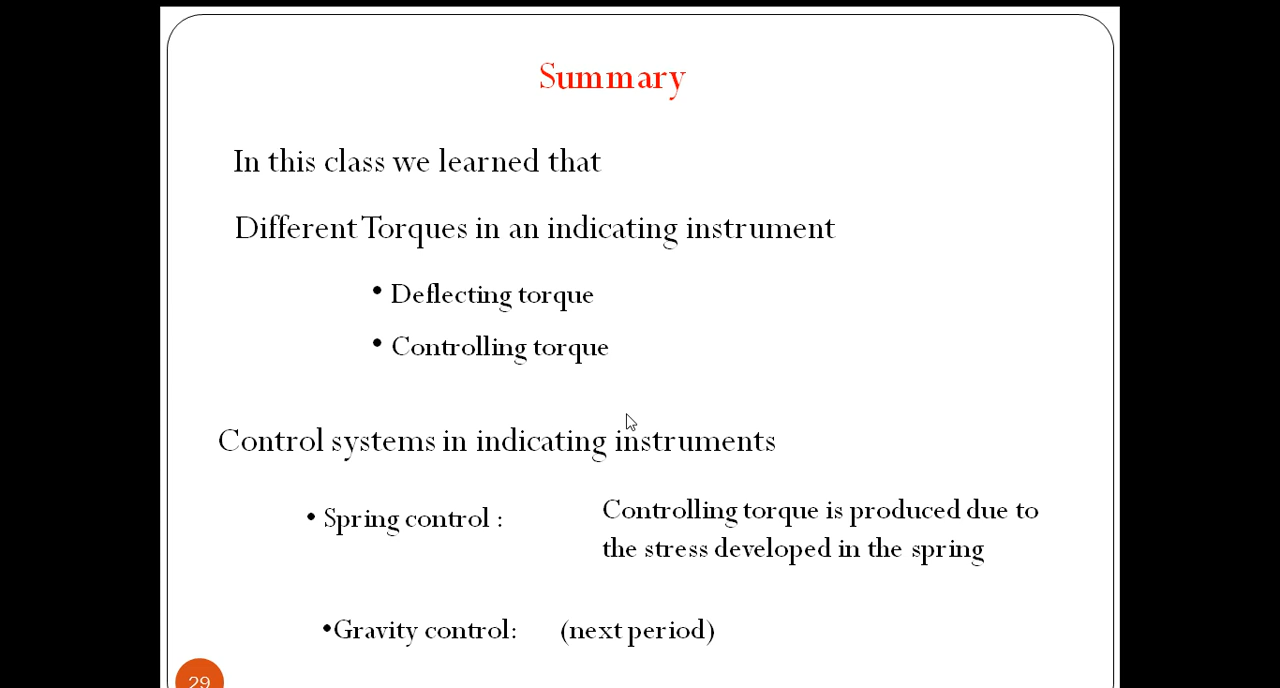 Summary
In this class we learned that
Different Torques in an indicating instrument
• Deflecting torque
• Controlling torque
Control systems in indicating instruments
• Spring control : Controlling torque is produced due to
the stress developed in the spring
•Gravity control: (next period)
29